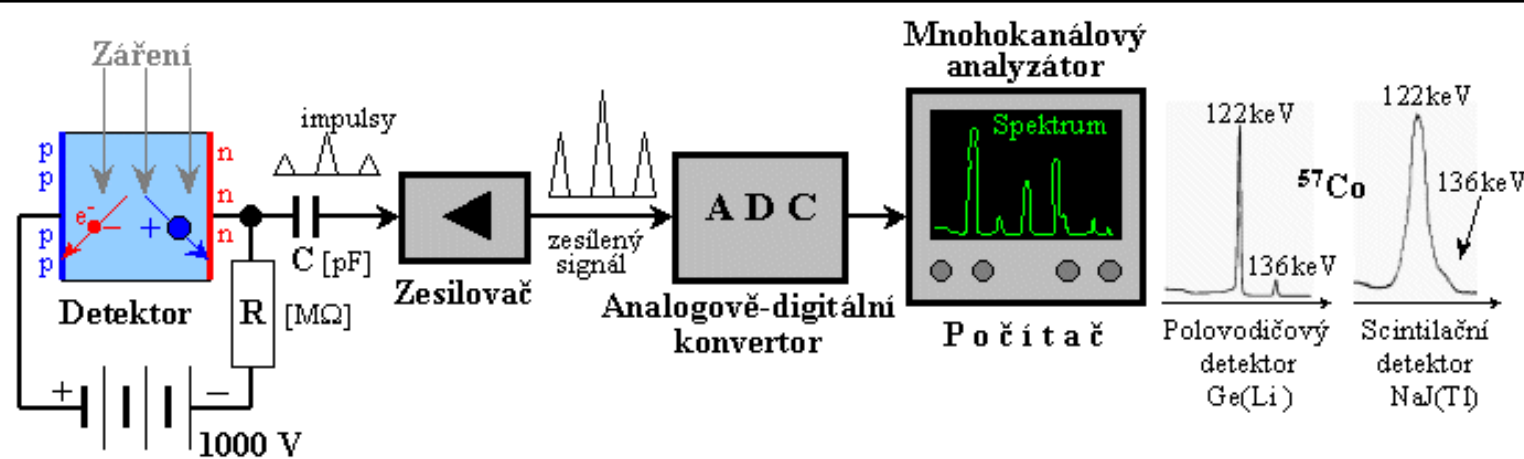 Záření
p
p
p
p
n
n
n
e-
+
Detektor
+
−
1000 V
R
[MΩ]
impulsy
C [pF]
Zesilovač
zesílený
signál
A D C
Analogově-digitální
konvertor
Mnohokanálový
analyzátor
Spektrum
Počítač
122keV
136keV
Polovodičový
detektor
Ge(Li)
57Co
122keV
136keV
Scintilační
detektor
NaJ(Tl)